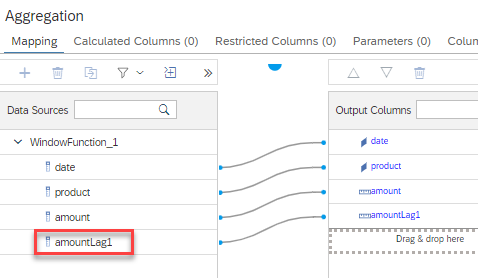 Aggregation
Mapping Calculated Columns (0) Restricted Columns (0) Parameters (0) Colum
Data Sources Search
Output Columns
WindowFunction_1
date
product
amount
amountLag1
date
product
amount
amountLag1
Drag & drop here